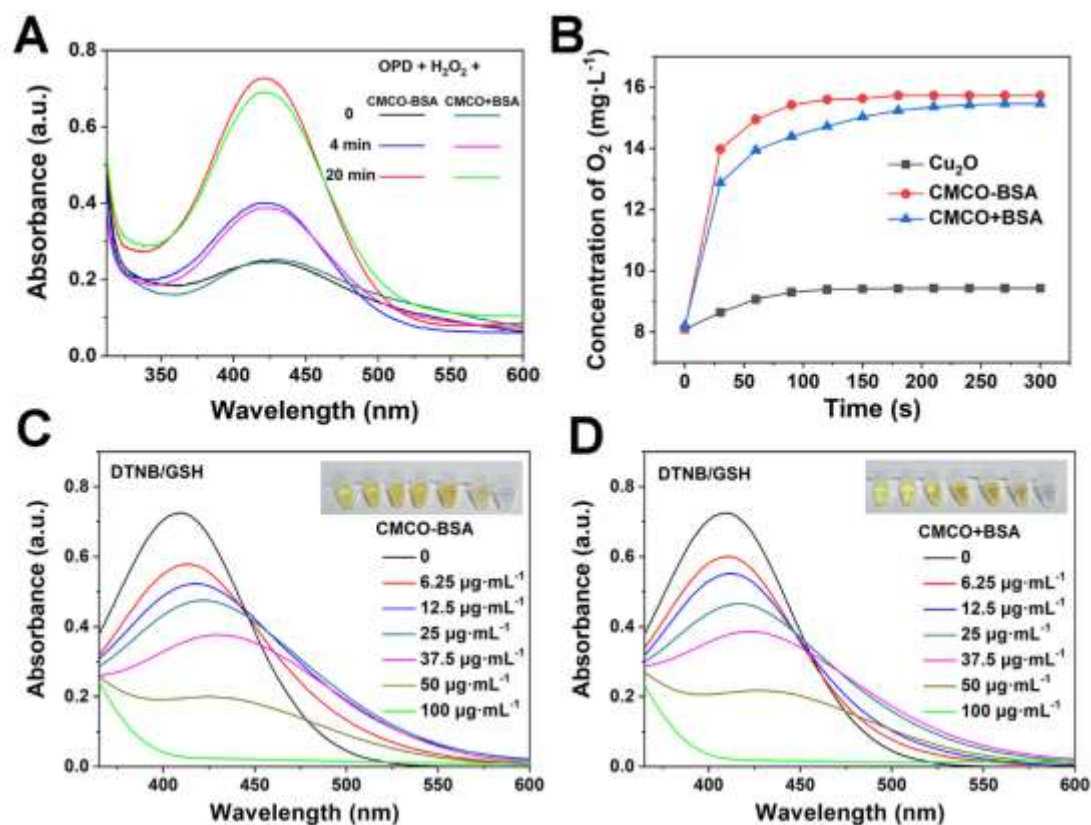 A
0.8
0.6
0.4
0.2
0.0
Absorbance (a.u.)
OPD + H₂O₂ +
CMCO-BSA CMCO+BSA
0
4 min
20 min
350 400 450 500 550 600
Wavelength (nm)
B
16
14
12
10
8
Concentration of O₂ (mg·L⁻¹)
Cu₂O
CMCO-BSA
CMCO+BSA
0 50 100 150 200 250 300
Time (s)
C
0.8
0.6
0.4
0.2
0.0
Absorbance (a.u.)
DTNB/GSH
CMCO-BSA
0
6.25 μg·mL⁻¹
12.5 μg·mL⁻¹
25 μg·mL⁻¹
37.5 μg·mL⁻¹
50 μg·mL⁻¹
100 μg·mL⁻¹
400 450 500 550 600
Wavelength (nm)
D
0.8
0.6
0.4
0.2
0.0
Absorbance (a.u.)
DTNB/GSH
CMCO+BSA
0
6.25 μg·mL⁻¹
12.5 μg·mL⁻¹
25 μg·mL⁻¹
37.5 μg·mL⁻¹
50 μg·mL⁻¹
100 μg·mL⁻¹
400 450 500 550 600
Wavelength (nm)